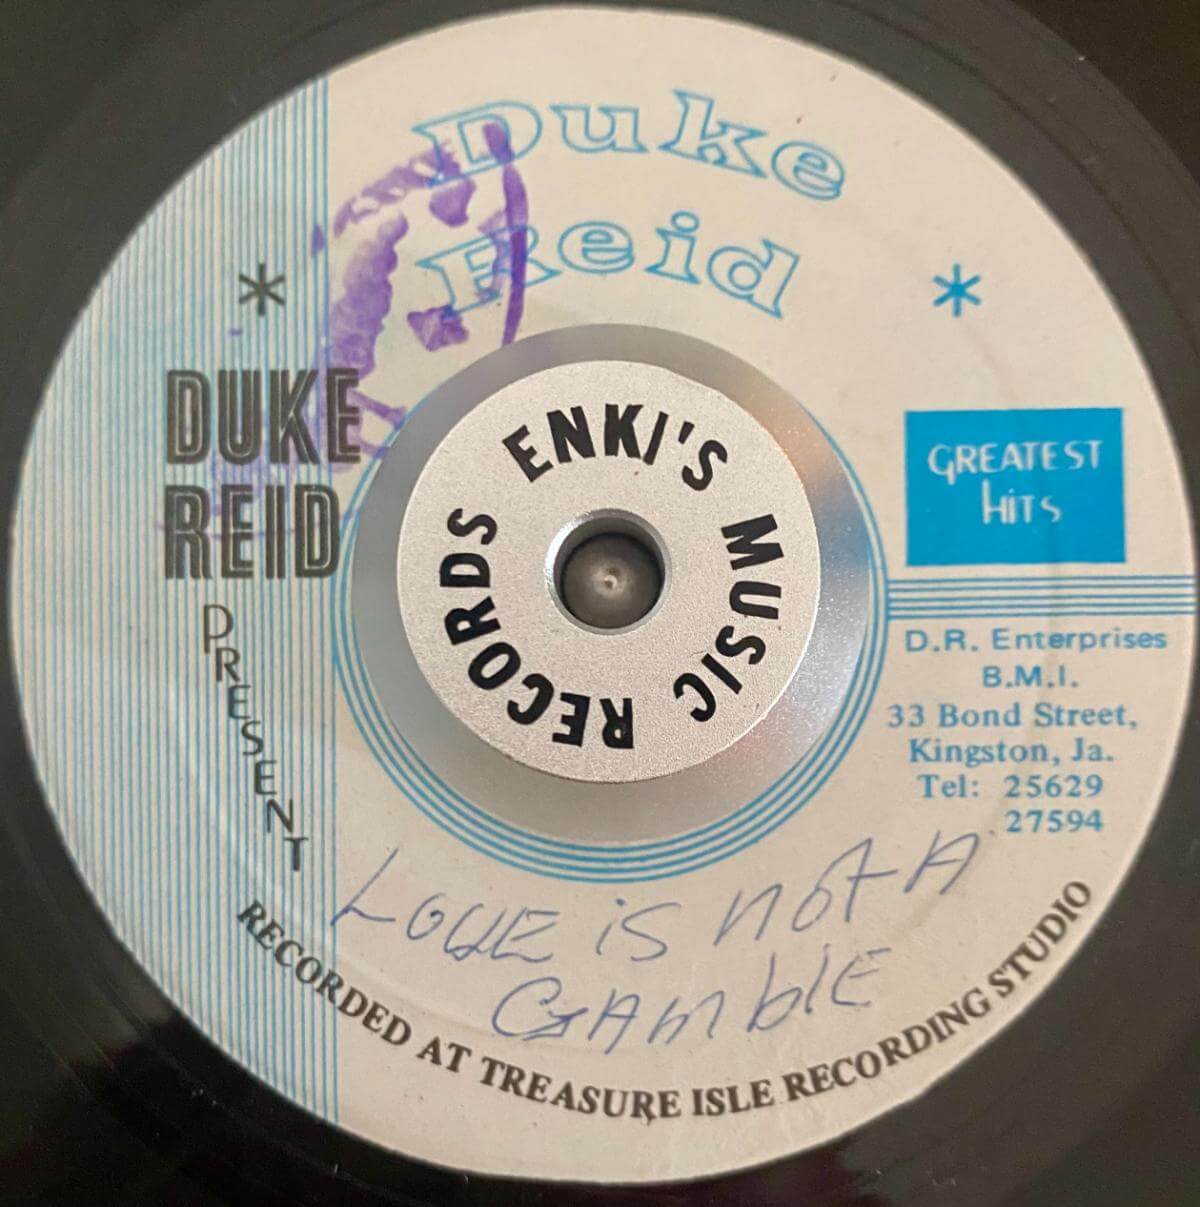 Duke
Reid
DUKE
REID
PRESENT
GREATEST
HITS
D.R. Enterprises
B.M.I.
33 Bond Street,
Kingston, Ja.
Tel: 25629
27594
ENKI'S MUSIC RECORDS
LOVE is not A
GAmblE
RECORDED AT TREASURE ISLE RECORDING STUDIO